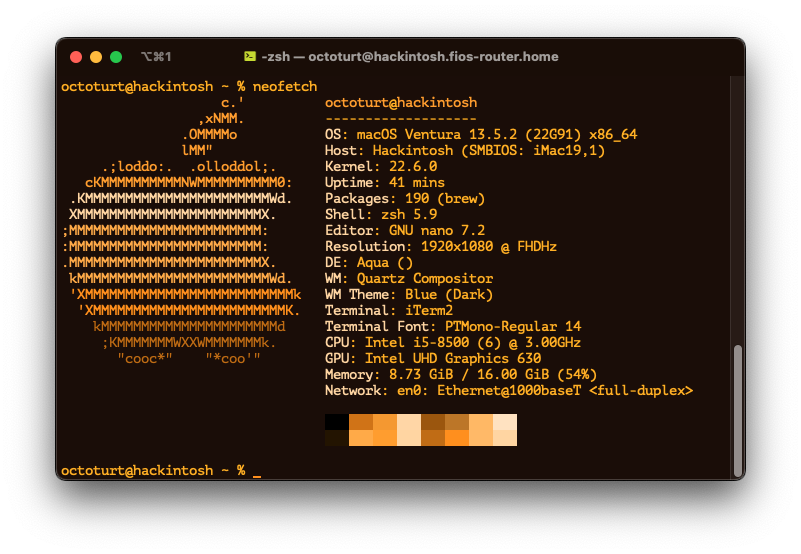 ⌥⌘1
-zsh — octoturt@hackintosh.fios-router.home
octoturt@hackintosh ~ % neofetch
                    c.'
                 ,xNMM.
               .OMMMMo
               lMM"
     .;loddo:.  .olloddol;.
   cKMMMMMMMMMMNWMMMMMMMMMM0:
 .KMMMMMMMMMMMMMMMMMMMMMMMWd.
 XMMMMMMMMMMMMMMMMMMMMMMMX.
;MMMMMMMMMMMMMMMMMMMMMMMM:
:MMMMMMMMMMMMMMMMMMMMMMMM:
.MMMMMMMMMMMMMMMMMMMMMMMMX.
 kMMMMMMMMMMMMMMMMMMMMMMMMWd.
 'XMMMMMMMMMMMMMMMMMMMMMMMMMMk
  'XMMMMMMMMMMMMMMMMMMMMMMMMK.
    kMMMMMMMMMMMMMMMMMMMMMMd
     ;KMMMMMMMWXXWMMMMMMMk.
       "cooc*"    "*coo'"
octoturt@hackintosh
-------------------
OS: macOS Ventura 13.5.2 (22G91) x86_64
Host: Hackintosh (SMBIOS: iMac19,1)
Kernel: 22.6.0
Uptime: 41 mins
Packages: 190 (brew)
Shell: zsh 5.9
Editor: GNU nano 7.2
Resolution: 1920x1080 @ FHDHz
DE: Aqua ()
WM: Quartz Compositor
WM Theme: Blue (Dark)
Terminal: iTerm2
Terminal Font: PTMono-Regular 14
CPU: Intel i5-8500 (6) @ 3.00GHz
GPU: Intel UHD Graphics 630
Memory: 8.73 GiB / 16.00 GiB (54%)
Network: en0: Ethernet@1000baseT <full-duplex>
octoturt@hackintosh ~ % _